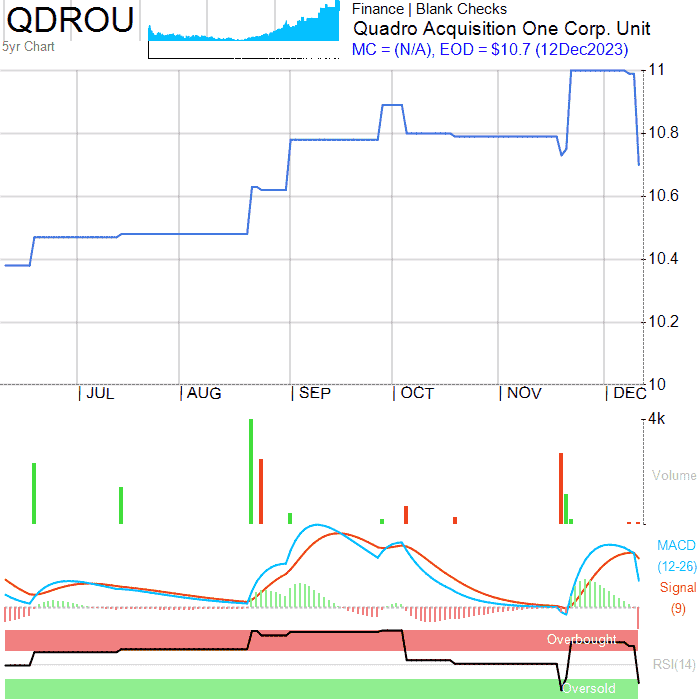 QDROU
5yr Chart
Finance | Blank Checks
Quadro Acquisition One Corp. Unit
MC = (N/A), EOD = $10.7 (12Dec2023)
11
10.8
10.6
10.4
10.2
10
| JUL | AUG | SEP | OCT | NOV | DEC
4k
Volume
MACD
(12-26)
Signal
(9)
Overbought
RSI(14)
Oversold